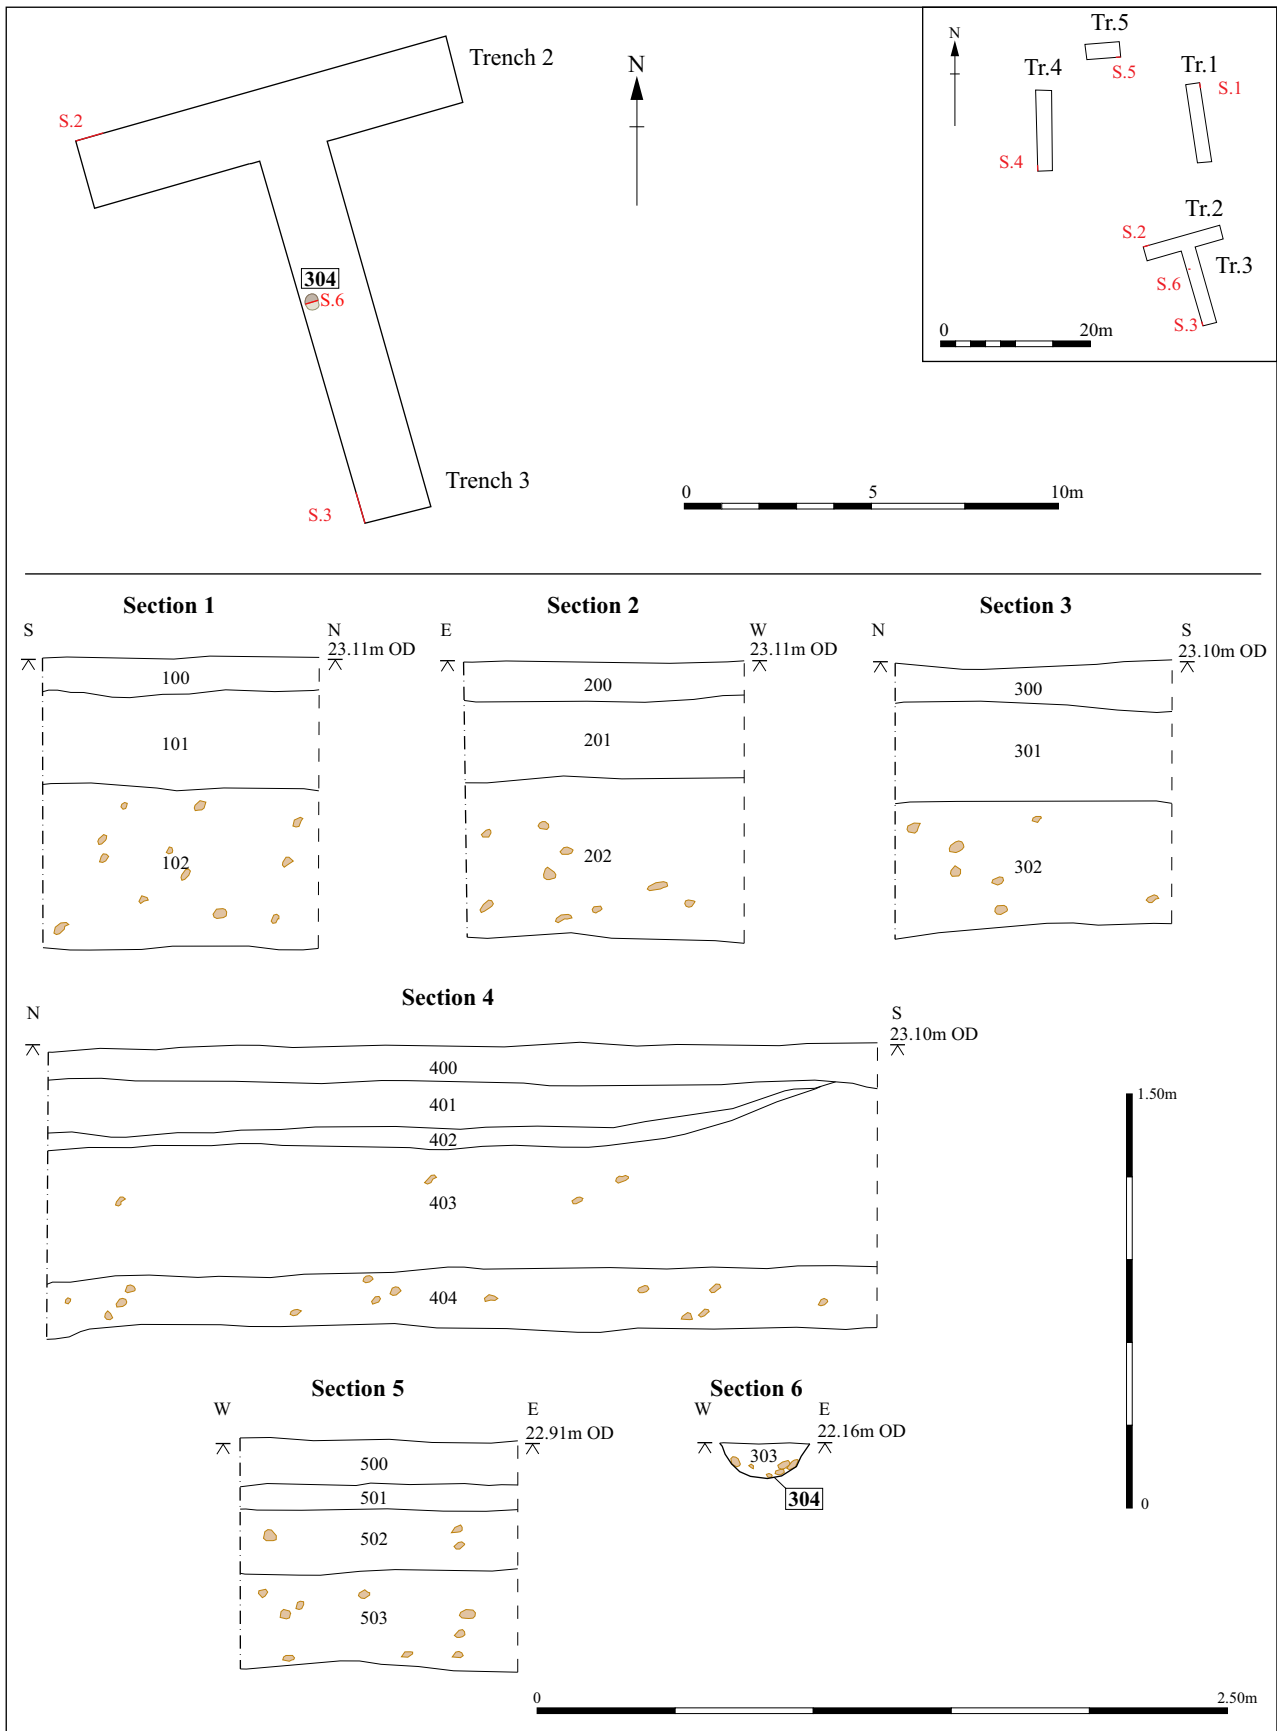 Trench 2
S.2
N
304
S.6
Trench 3
S.3
0 5 10m
N
Tr.5
S.5
Tr.4
Tr.1
S.1
S.4
Tr.2
S.2
Tr.3
S.6
S.3
0 20m
Section 1
S N
23.11m OD
100
101
102
Section 2
E W
23.11m OD
200
201
202
Section 3
N S
23.10m OD
300
301
302
Section 4
N S
23.10m OD
400
401
402
403
404
1.50m
0
Section 5
W E
22.91m OD
500
501
502
503
Section 6
W E
22.16m OD
303
304
0 2.50m